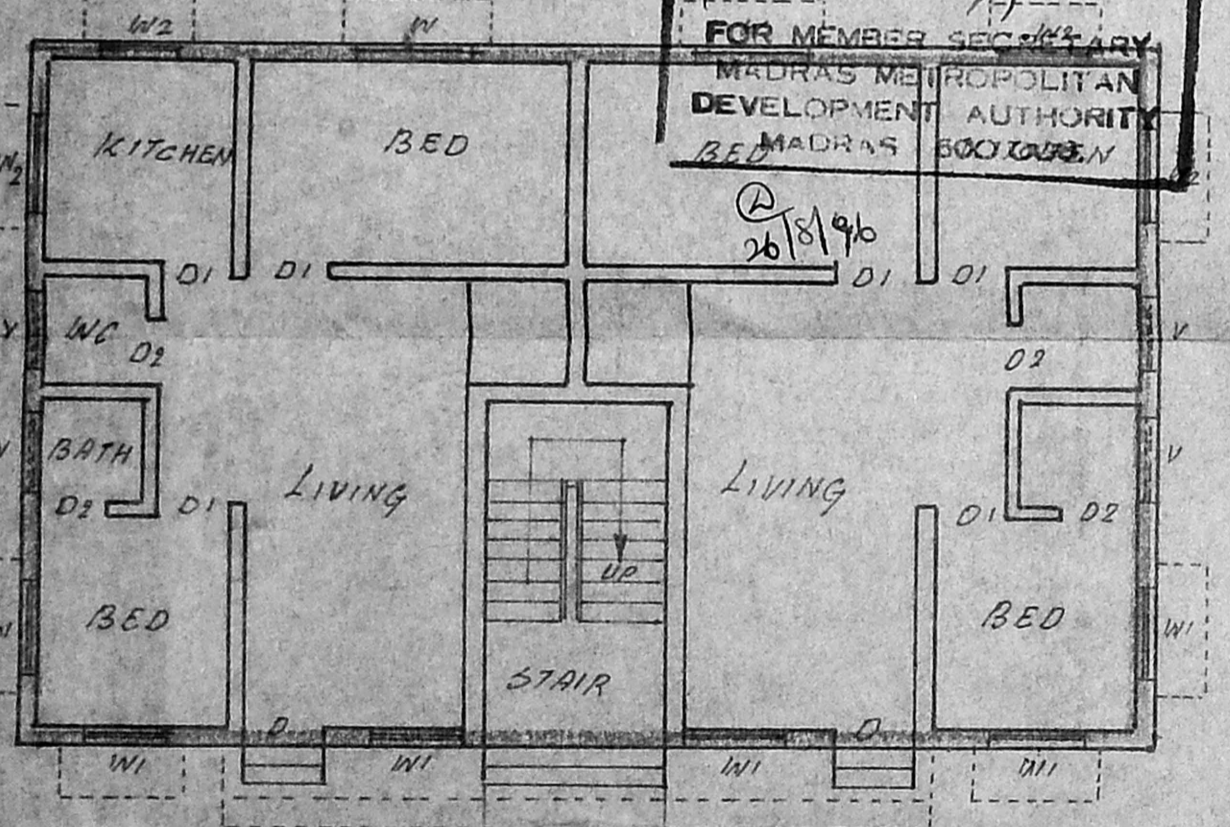 W2 W W2
FOR MEMBER SECRETARY
MADRAS METROPOLITAN
DEVELOPMENT AUTHORITY
MADRAS
KITCHEN BED BED
W2
26/8/96
D1 D1 D1 D1
V WC D2 D2 V
BATH LIVING LIVING V
D2 D1 D1 D2
UP
BED BED W1
STAIR
D D
W1 W1 W1 W1